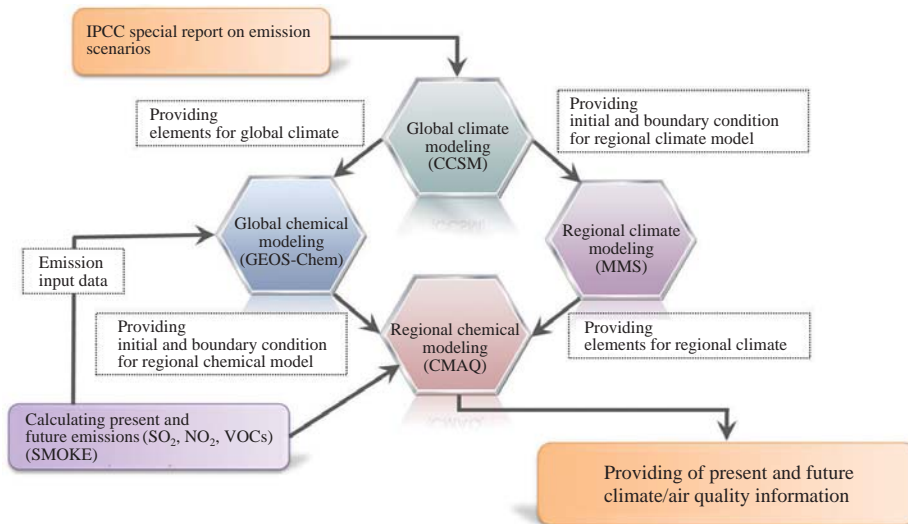 IPCC special report on emission
scenarios
Providing
elements for global climate
Global climate
modeling
(CCSM)
Providing
initial and boundary condition
for regional climate model
Global chemical
modeling
(GEOS-Chem)
Regional climate
modeling
(MMS)
Emission
input data
Providing
initial and boundary condition
for regional chemical model
Regional chemical
modeling
(CMAQ)
Providing
elements for regional climate
Calculating present and
future emissions (SO₂, NO₂, VOCs)
(SMOKE)
Providing of present and future
climate/air quality information